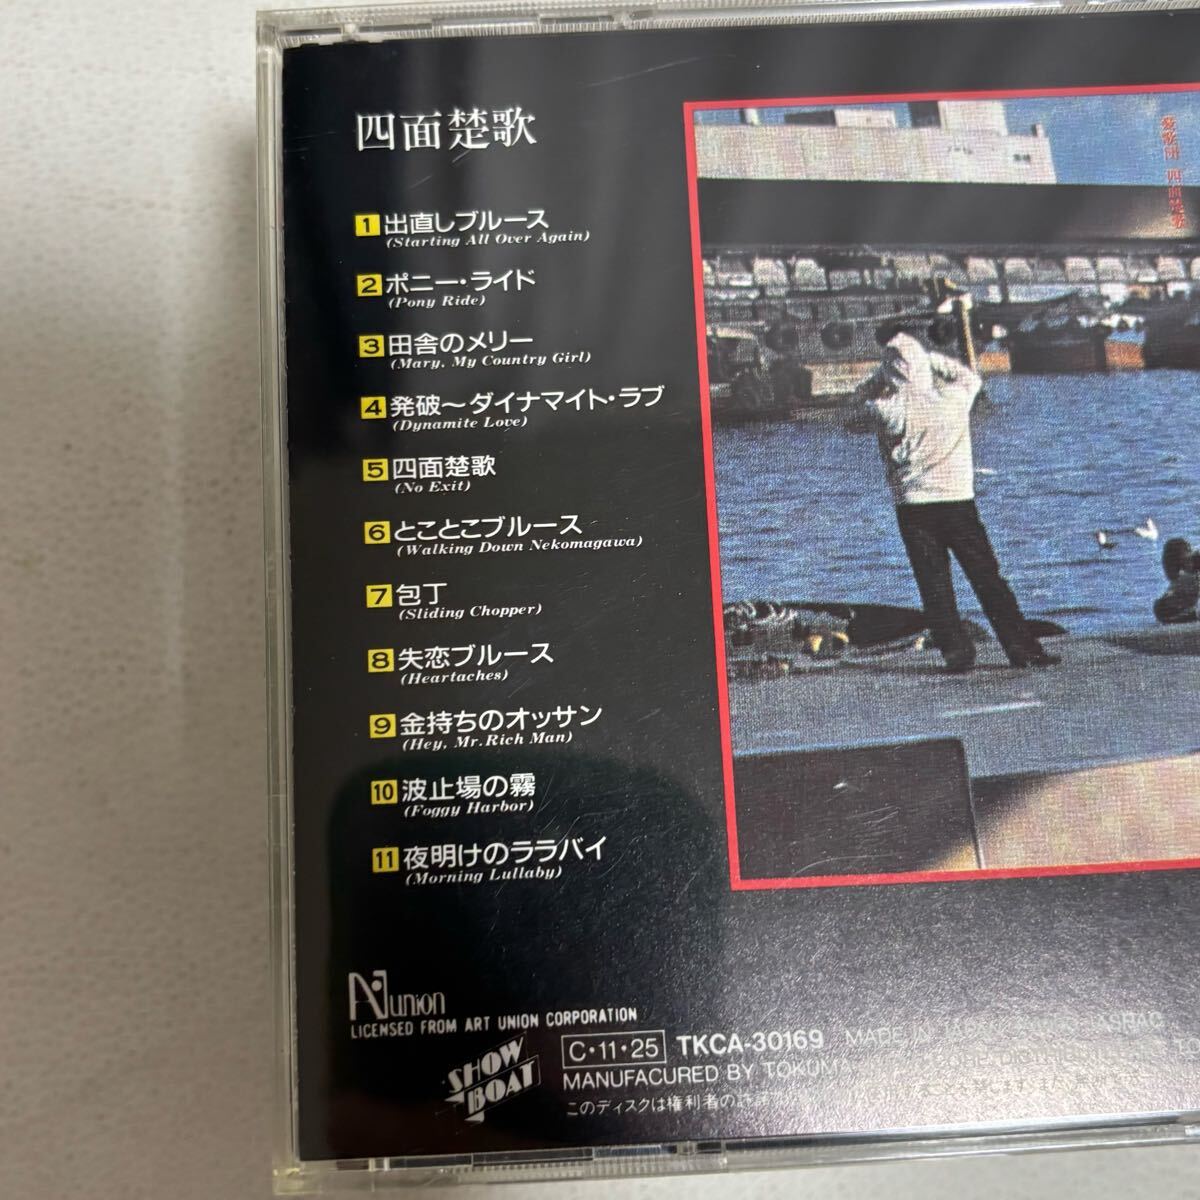 四面楚歌
1 出直しブルース
(Starting All Over Again)
2 ポニー・ライド
(Pony Ride)
3 田舎のメリー
(Mary, My Country Girl)
4 発破～ダイナマイト・ラブ
(Dynamite Love)
5 四面楚歌
(No Exit)
6 とことこブルース
(Walking Down Nekomagawa)
7 包丁
(Sliding Chopper)
8 失恋ブルース
(Heartaches)
9 金持ちのオッサン
(Hey, Mr. Rich Man)
10 波止場の霧
(Foggy Harbor)
11 夜明けのララバイ
(Morning Lullaby)
四面楚歌
Aunion
LICENSED FROM ART UNION CORPORATION
SHOW BOAT
C・11・25 TKCA-30169 MADE IN
MANUFACURED BY TOKUMA
このディスクは権利者の許諾